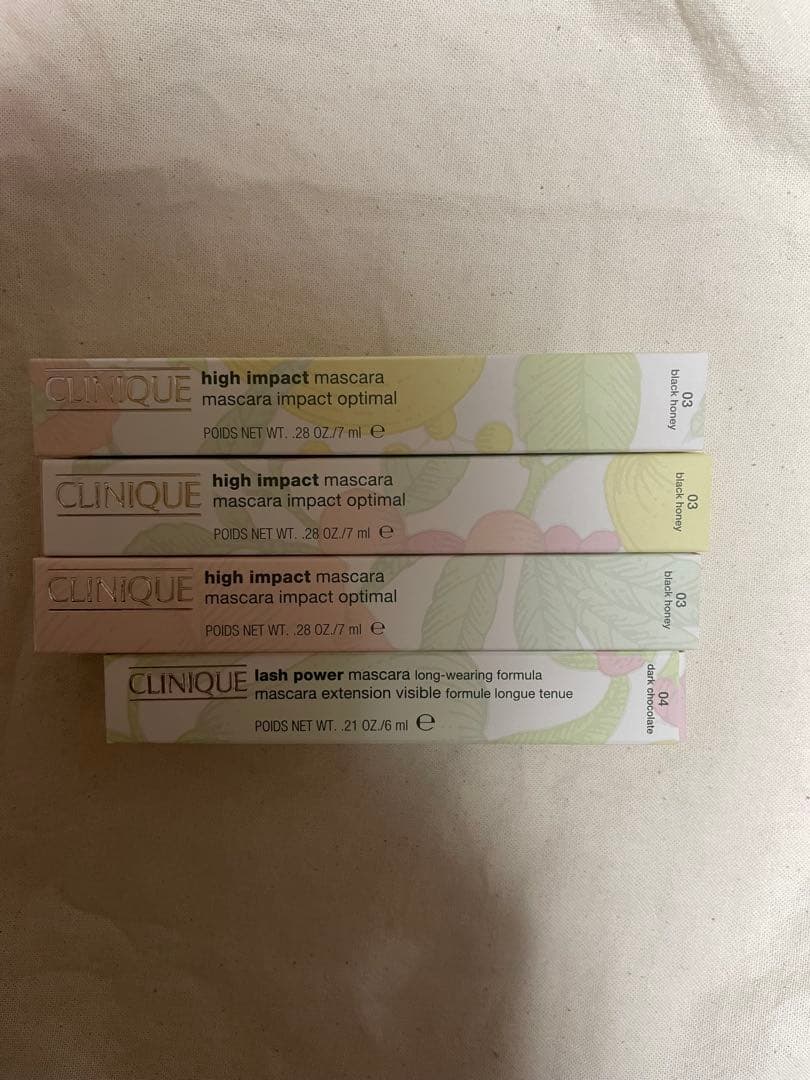 CLINIQUE
high impact mascara
mascara impact optimal
POIDS NET WT. .28 OZ./7 ml ℮
03
black honey
CLINIQUE
high impact mascara
mascara impact optimal
POIDS NET WT. .28 OZ./7 ml ℮
03
black honey
CLINIQUE
high impact mascara
mascara impact optimal
POIDS NET WT. .28 OZ./7 ml ℮
03
black honey
CLINIQUE
lash power mascara long-wearing formula
mascara extension visible formule longue tenue
POIDS NET WT. .21 OZ./6 ml ℮
04
dark chocolate